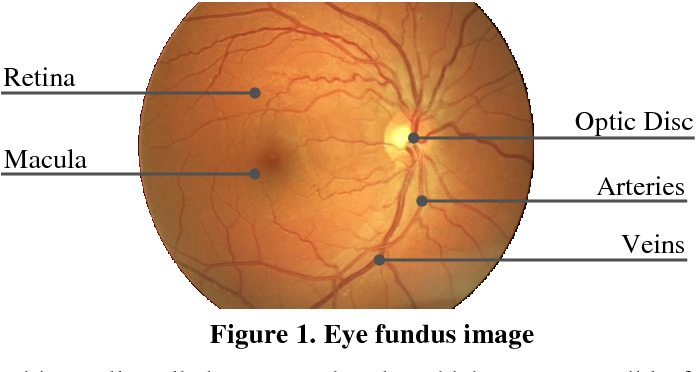 Retina
Optic Disc
Macula
Arteries
Veins
Figure 1. Eye fundus image